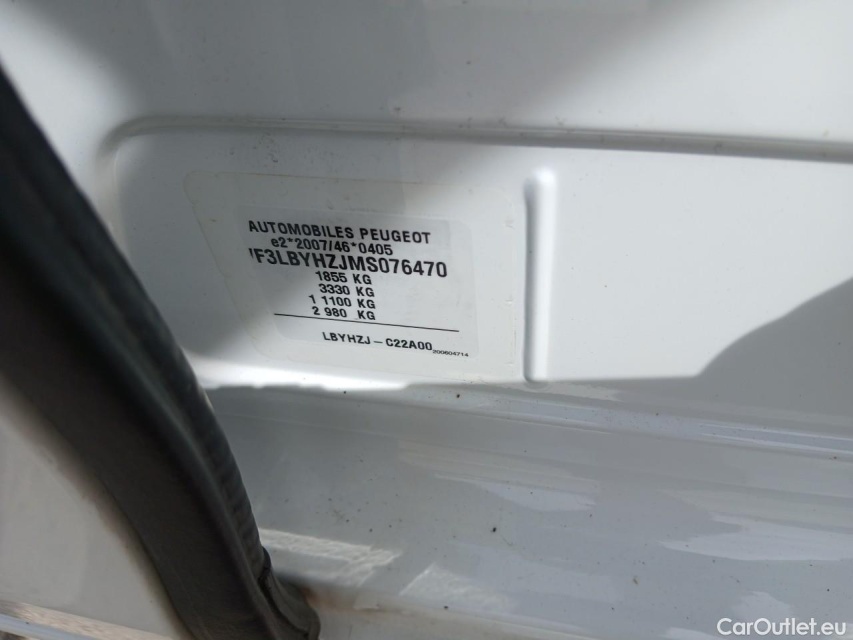 AUTOMOBILES PEUGEOT
e2*2007/46*0405
VF3LBYHZJMS076470
1855 KG
3330 KG
1 1100 KG
2 980 KG
LBYHZJ - C22A00
200604714
CarOutlet.eu